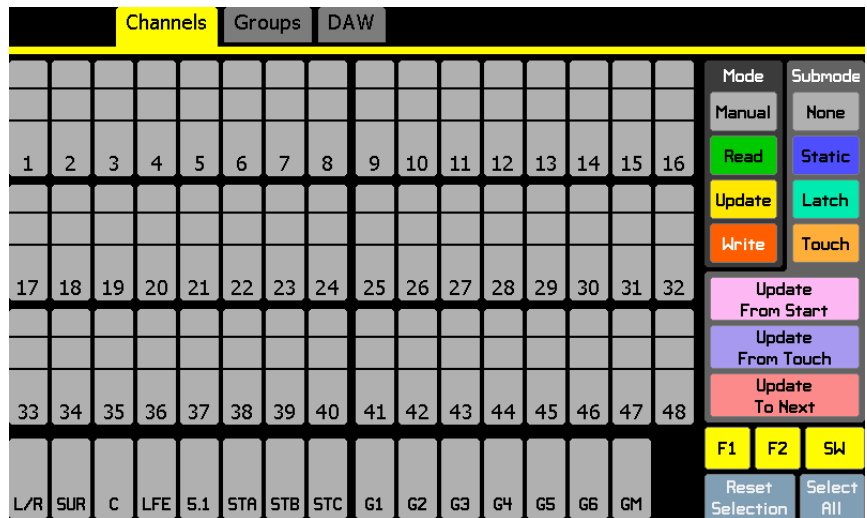 Channels Groups DAW
Mode Submode
Manual None
1 2 3 4 5 6 7 8 9 10 11 12 13 14 15 16
Read Static
Update Latch
Write Touch
17 18 19 20 21 22 23 24 25 26 27 28 29 30 31 32
Update
From Start
Update
From Touch
Update
To Next
33 34 35 36 37 38 39 40 41 42 43 44 45 46 47 48
F1 F2 SW
L/R SUR C LFE 5.1 STA STB STC G1 G2 G3 G4 G5 G6 GM
Reset
Selection
Select
All